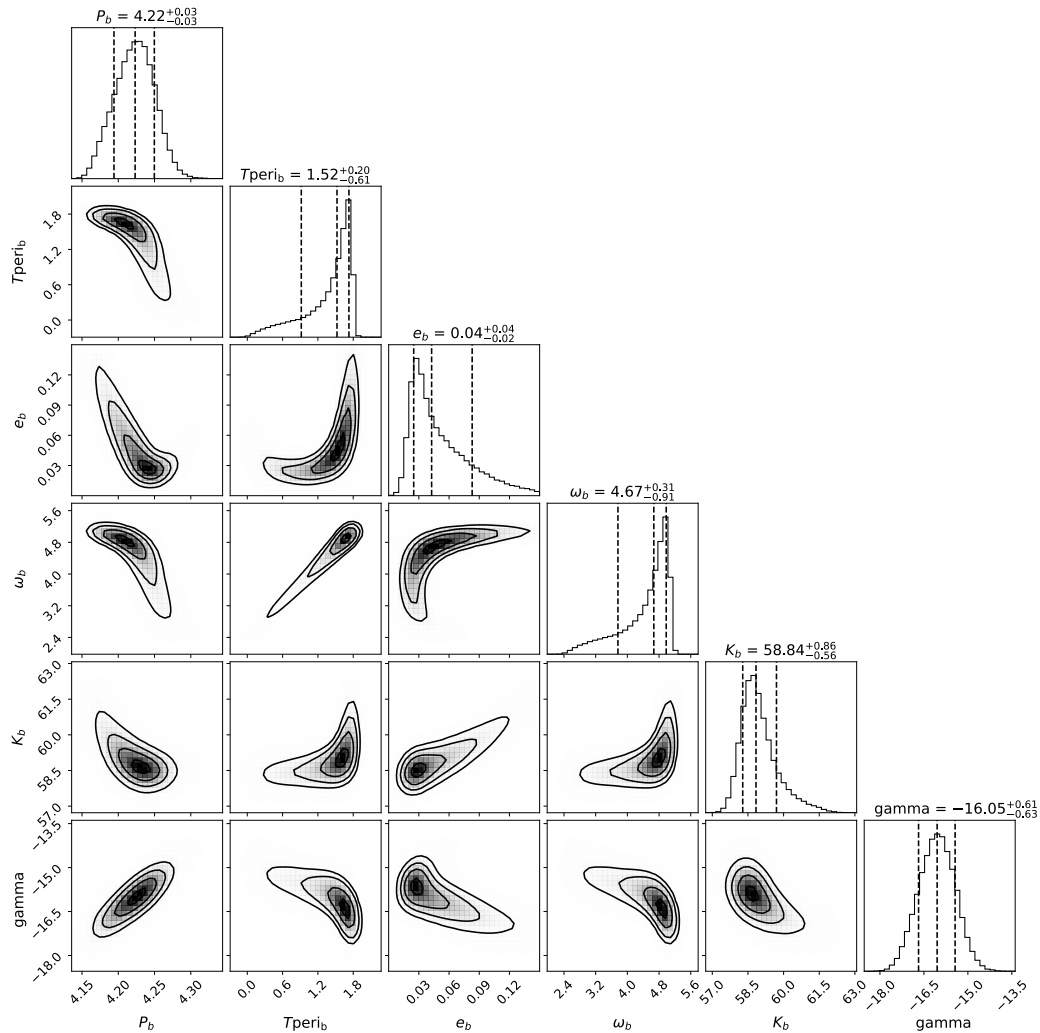 P_b = 4.22^{+0.03}_{-0.03}
Tperi_b = 1.52^{+0.20}_{-0.61}
1.8
1.2
0.6
0.0
Tperi_b
e_b = 0.04^{+0.04}_{-0.02}
0.12
0.09
0.06
0.03
e_b
ω_b = 4.67^{+0.31}_{-0.91}
5.6
4.8
4.0
3.2
2.4
ω_b
K_b = 58.84^{+0.86}_{-0.56}
63.0
61.5
60.0
58.5
57.0
K_b
gamma = −16.05^{+0.61}_{-0.63}
−13.5
−15.0
−16.5
−18.0
gamma
4.15 4.20 4.25 4.30
0.0 0.6 1.2 1.8
0.03 0.06 0.09 0.12
2.4 3.2 4.0 4.8 5.6
57.0 58.5 60.0 61.5 63.0
−18.0 −16.5 −15.0 −13.5
P_b Tperi_b e_b ω_b K_b gamma